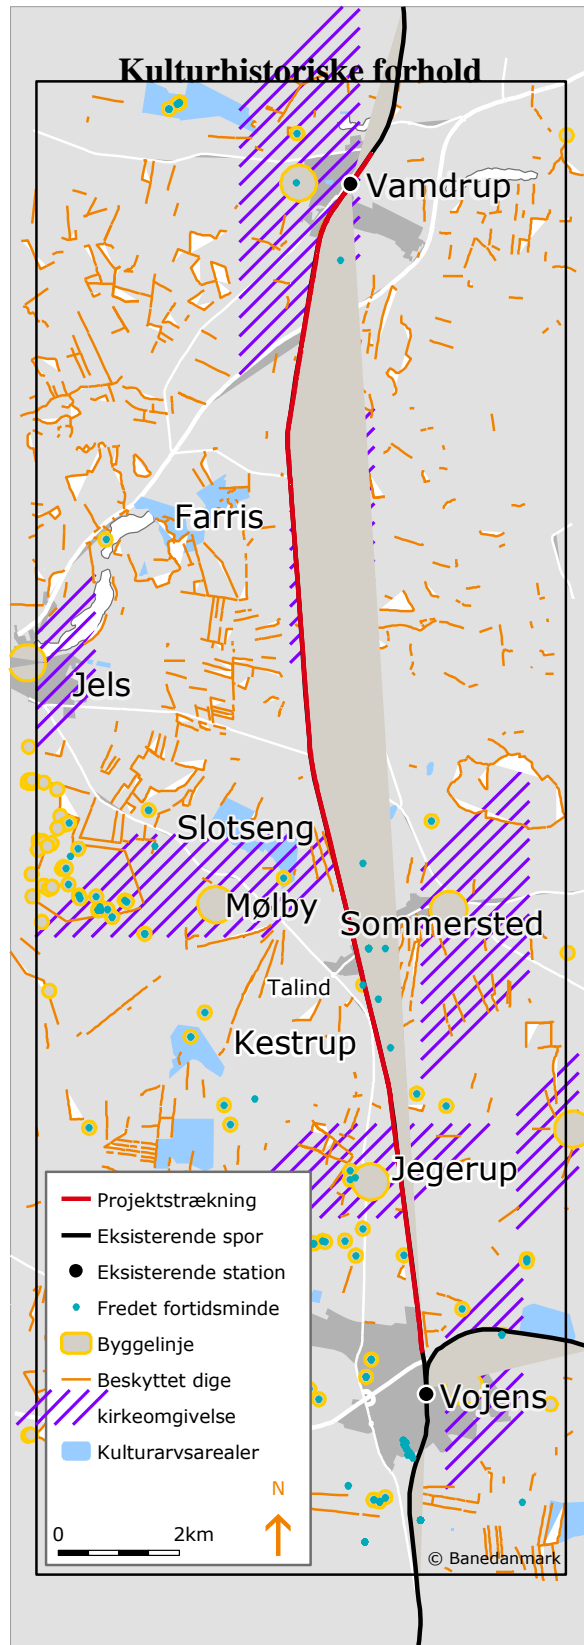 Kulturhistoriske forhold
Vamdrup
Farris
Jels
Slotseng
Mølby
Sommersted
Talind
Kestrup
Jegerup
Projektstrækning
Eksisterende spor
Eksisterende station
Fredet fortidsminde
Byggelinje
Beskyttet dige
kirkeomgivelse
Kulturarvsarealer
Vojens
N
0 2km
© Banedanmark